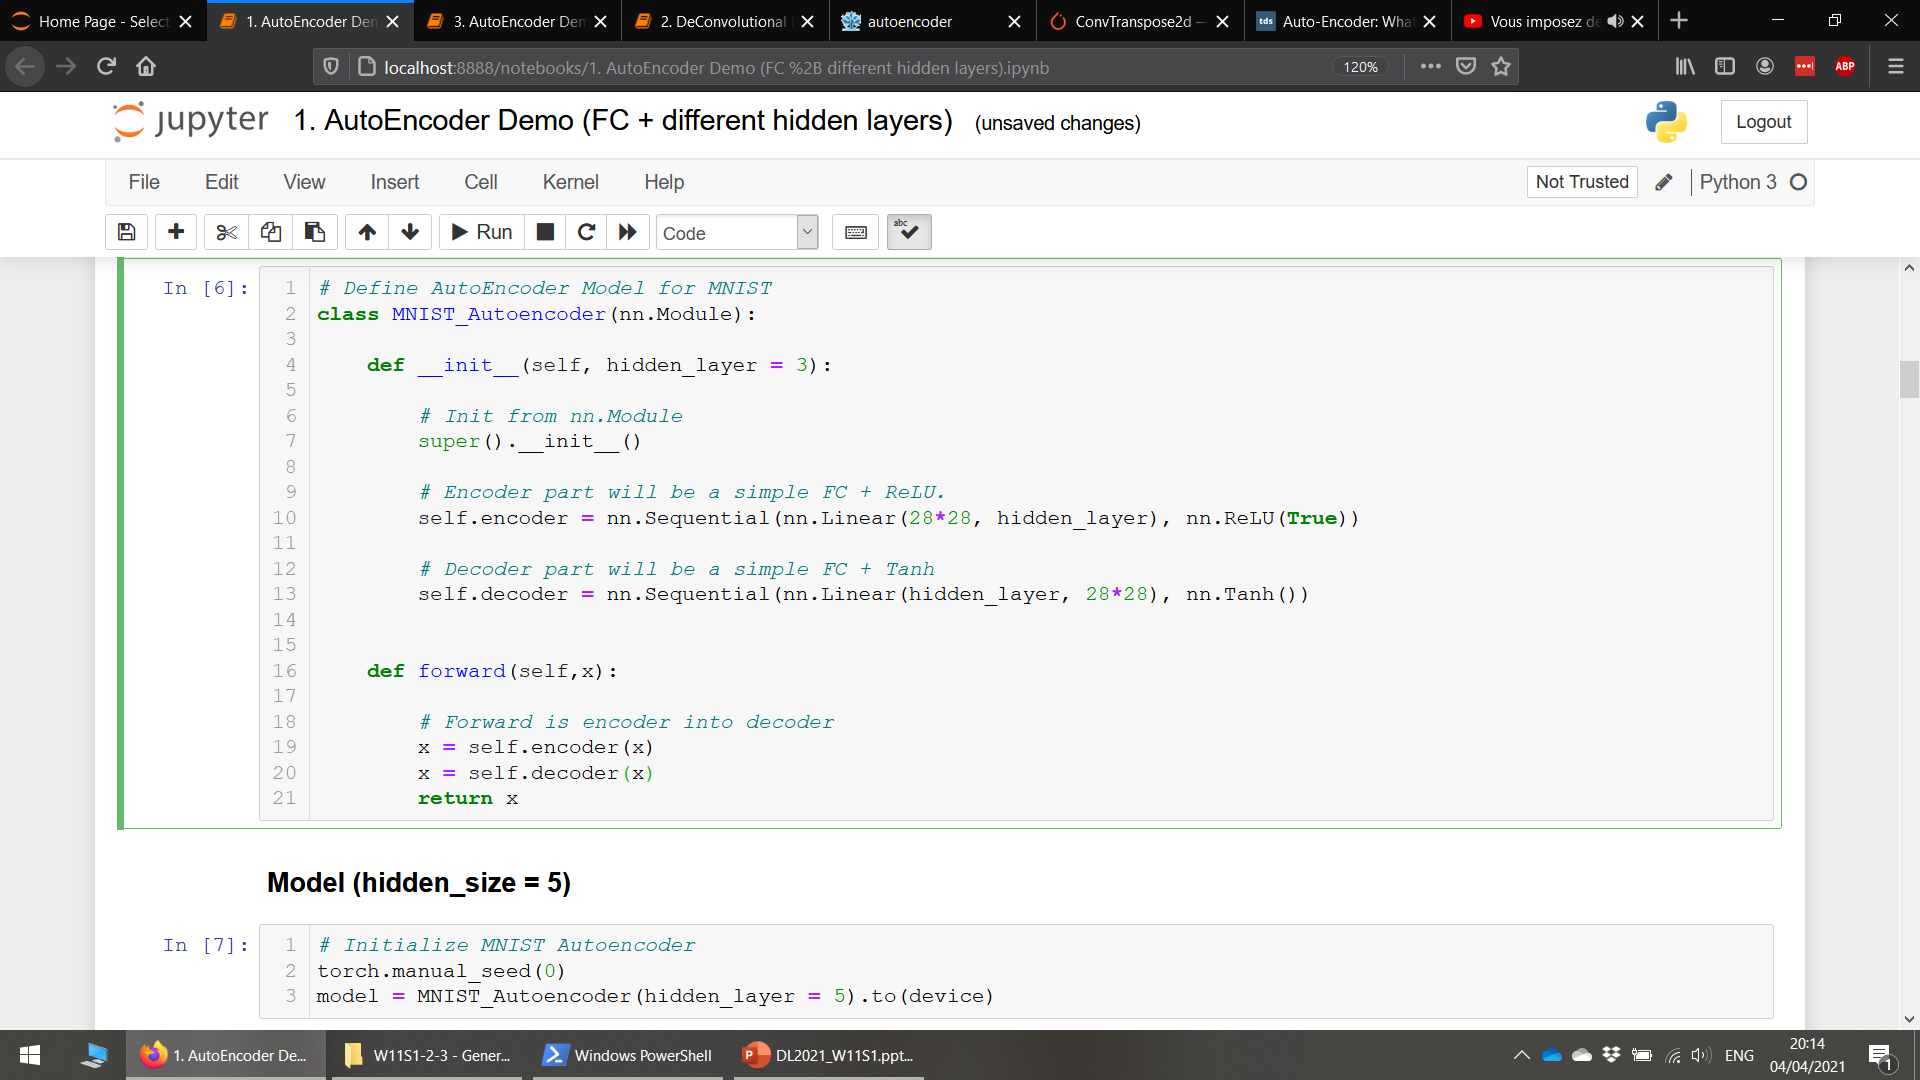 Home Page - Select
1. AutoEncoder Den
3. AutoEncoder Den
2. DeConvolutional
autoencoder
ConvTranspose2d —
Auto-Encoder: What
Vous imposez de
localhost:8888/notebooks/1. AutoEncoder Demo (FC %2B different hidden layers).ipynb
120%
ABP
jupyter
1. AutoEncoder Demo (FC + different hidden layers)
(unsaved changes)
Logout
File
Edit
View
Insert
Cell
Kernel
Help
Not Trusted
Python 3
Run
Code
abc
In [6]:
1 # Define AutoEncoder Model for MNIST
2 class MNIST_Autoencoder(nn.Module):
3
4 def __init__(self, hidden_layer = 3):
5
6 # Init from nn.Module
7 super().__init__()
8
9 # Encoder part will be a simple FC + ReLU.
10 self.encoder = nn.Sequential(nn.Linear(28*28, hidden_layer), nn.ReLU(True))
11
12 # Decoder part will be a simple FC + Tanh
13 self.decoder = nn.Sequential(nn.Linear(hidden_layer, 28*28), nn.Tanh())
14
15
16 def forward(self,x):
17
18 # Forward is encoder into decoder
19 x = self.encoder(x)
20 x = self.decoder(x)
21 return x
Model (hidden_size = 5)
In [7]:
1 # Initialize MNIST Autoencoder
2 torch.manual_seed(0)
3 model = MNIST_Autoencoder(hidden_layer = 5).to(device)
1. AutoEncoder De...
W11S1-2-3 - Gener...
Windows PowerShell
DL2021_W11S1.ppt...
ENG
20:14
04/04/2021
1